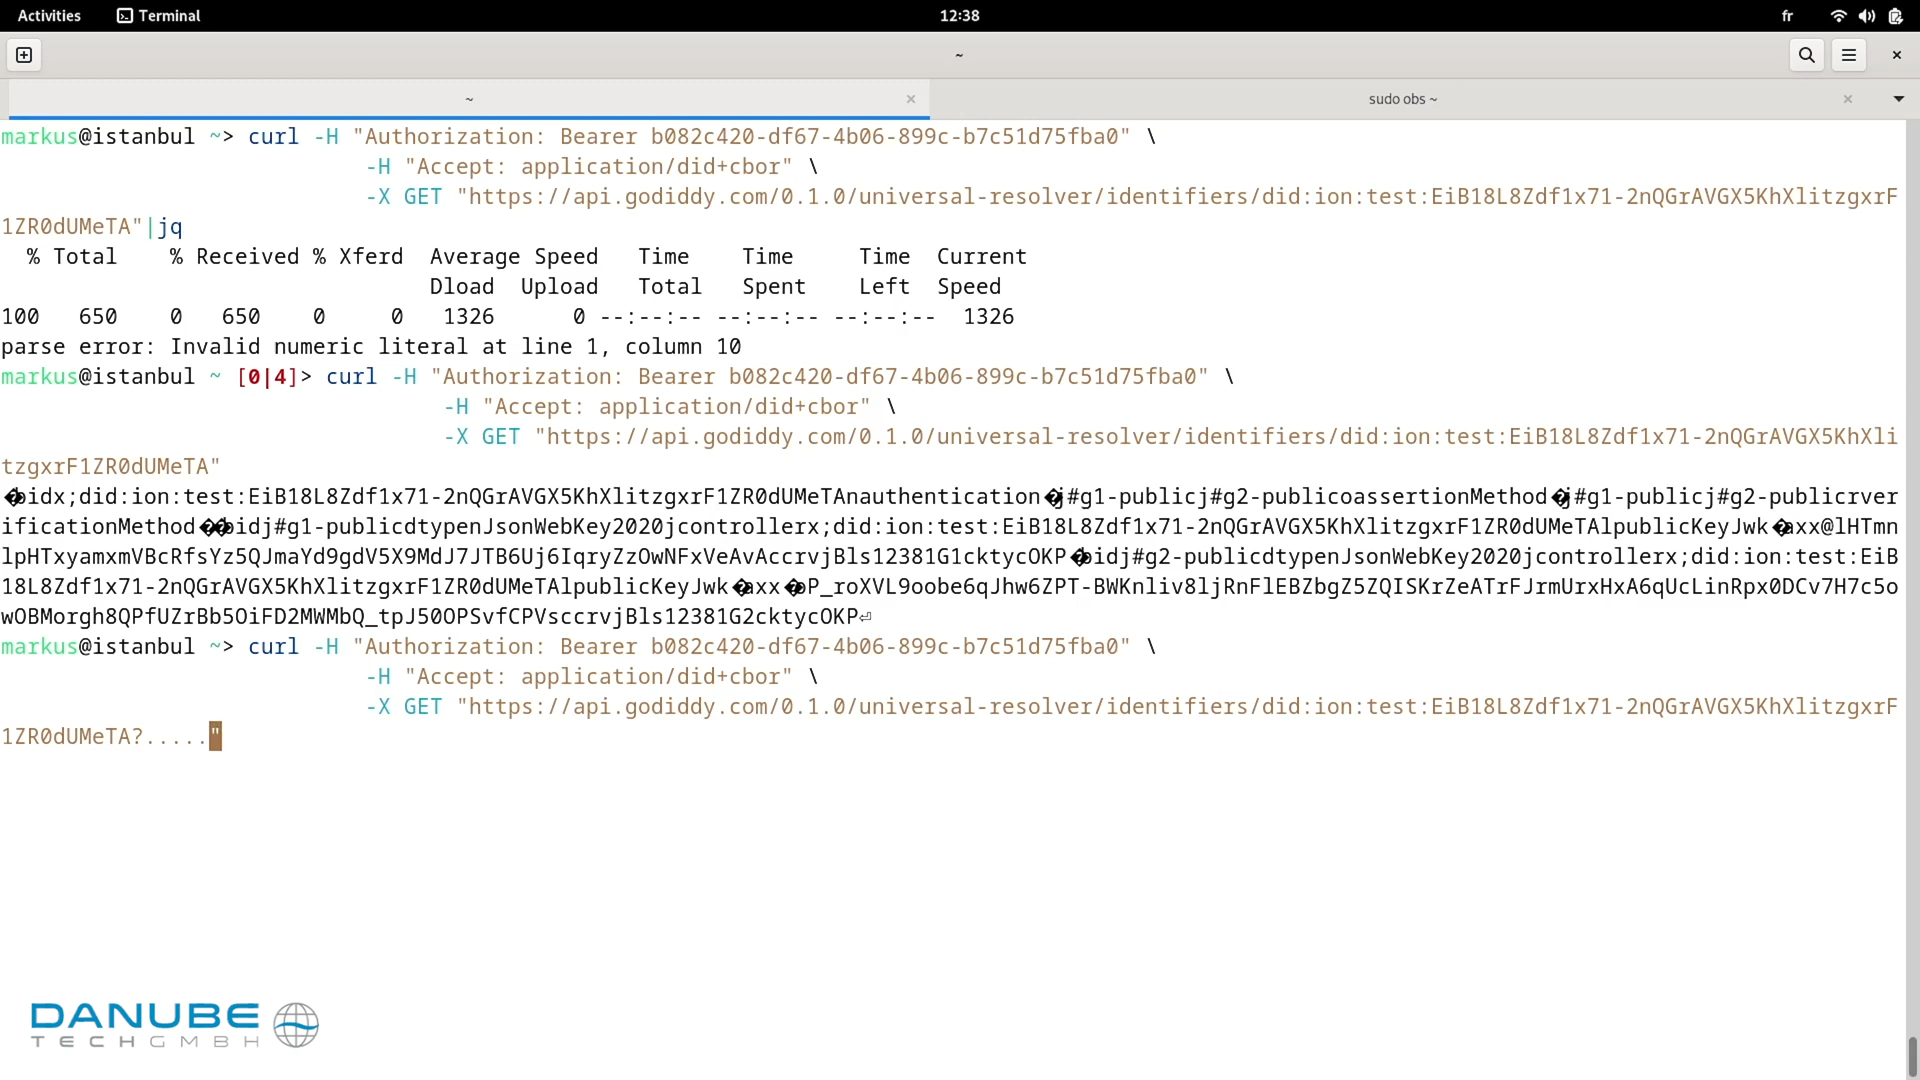 Activities Terminal 12:38 fr
~
~ × sudo obs ~ ×
markus@istanbul ~> curl -H "Authorization: Bearer b082c420-df67-4b06-899c-b7c51d75fba0" \
-H "Accept: application/did+cbor" \
-X GET "https://api.godiddy.com/0.1.0/universal-resolver/identifiers/did:ion:test:EiB18L8Zdf1x71-2nQGrAVGX5KhXlitzgxrF
1ZR0dUMeTA"|jq
% Total % Received % Xferd Average Speed Time Time Time Current
Dload Upload Total Spent Left Speed
100 650 0 650 0 0 1326 0 --:--:-- --:--:-- --:--:-- 1326
parse error: Invalid numeric literal at line 1, column 10
markus@istanbul ~ [0|4]> curl -H "Authorization: Bearer b082c420-df67-4b06-899c-b7c51d75fba0" \
-H "Accept: application/did+cbor" \
-X GET "https://api.godiddy.com/0.1.0/universal-resolver/identifiers/did:ion:test:EiB18L8Zdf1x71-2nQGrAVGX5KhXli
tzgxrF1ZR0dUMeTA"
�bidx;did:ion:test:EiB18L8Zdf1x71-2nQGrAVGX5KhXlitzgxrF1ZR0dUMeTAnauthentication�j#g1-publicj#g2-publicoassertionMethod�j#g1-publicj#g2-publicrver
ificationMethod��bidj#g1-publicdtypenJsonWebKey2020jcontrollerx;did:ion:test:EiB18L8Zdf1x71-2nQGrAVGX5KhXlitzgxrF1ZR0dUMeTAlpublicKeyJwk�axx@lHTmn
lpHTxyamxmVBcRfsYz5QJmaYd9gdV5X9MdJ7JTB6Uj6IqryZzOwNFxVeAvAccrvjBls12381G1cktycOKP�bidj#g2-publicdtypenJsonWebKey2020jcontrollerx;did:ion:test:EiB
18L8Zdf1x71-2nQGrAVGX5KhXlitzgxrF1ZR0dUMeTAlpublicKeyJwk�axx�P_roXVL9oobe6qJhw6ZPT-BWKnliv8ljRnFlEBZbgZ5ZQISKrZeATrFJrmUrxHxA6qUcLinRpx0DCv7H7c5o
wOBMorgh8QPfUZrBb5OiFD2MWMbQ_tpJ50OPSvfCPVsccrvjBls12381G2cktycOKP⏎
markus@istanbul ~> curl -H "Authorization: Bearer b082c420-df67-4b06-899c-b7c51d75fba0" \
-H "Accept: application/did+cbor" \
-X GET "https://api.godiddy.com/0.1.0/universal-resolver/identifiers/did:ion:test:EiB18L8Zdf1x71-2nQGrAVGX5KhXlitzgxrF
1ZR0dUMeTA?....."
DANUBE
TECH GMBH